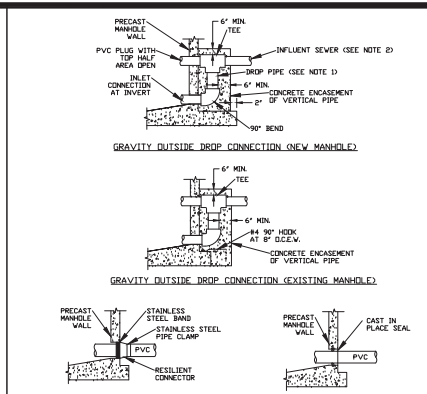 PRECAST
MANHOLE
WALL
6" MIN.
TEE
PVC PLUG WITH
TOP HALF
AREA OPEN
INFLUENT SEWER (SEE NOTE 2)
DROP PIPE (SEE NOTE 1)
6" MIN.
INLET
CONNECTION
AT INVERT
CONCRETE ENCASEMENT
OF VERTICAL PIPE
2"
90° BEND
GRAVITY OUTSIDE DROP CONNECTION (NEW MANHOLE)
6" MIN.
TEE
6" MIN.
#4 90° HOOK
AT 8" O.C.E.W.
CONCRETE ENCASEMENT
OF VERTICAL PIPE
GRAVITY OUTSIDE DROP CONNECTION (EXISTING MANHOLE)
PRECAST
MANHOLE
WALL
STAINLESS
STEEL BAND
STAINLESS STEEL
PIPE CLAMP
PVC
RESILIENT
CONNECTOR
PRECAST
MANHOLE
WALL
CAST IN
PLACE SEAL
PVC